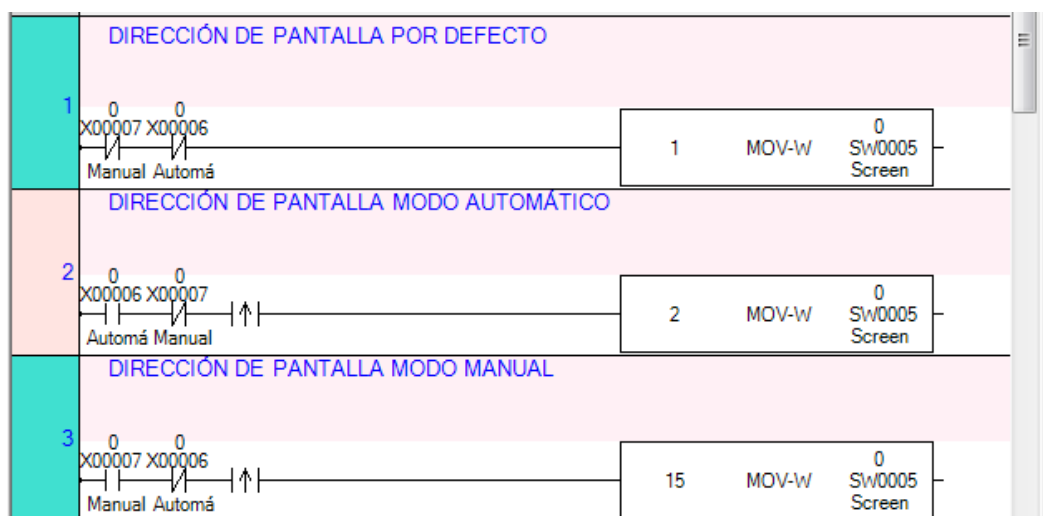 DIRECCIÓN DE PANTALLA POR DEFECTO
1
0 0 0
X00007 X00006 1 MOV-W SW0005
Manual Automá Screen
DIRECCIÓN DE PANTALLA MODO AUTOMÁTICO
2
0 0 0
X00006 X00007 2 MOV-W SW0005
Automá Manual Screen
DIRECCIÓN DE PANTALLA MODO MANUAL
3
0 0 0
X00007 X00006 15 MOV-W SW0005
Manual Automá Screen